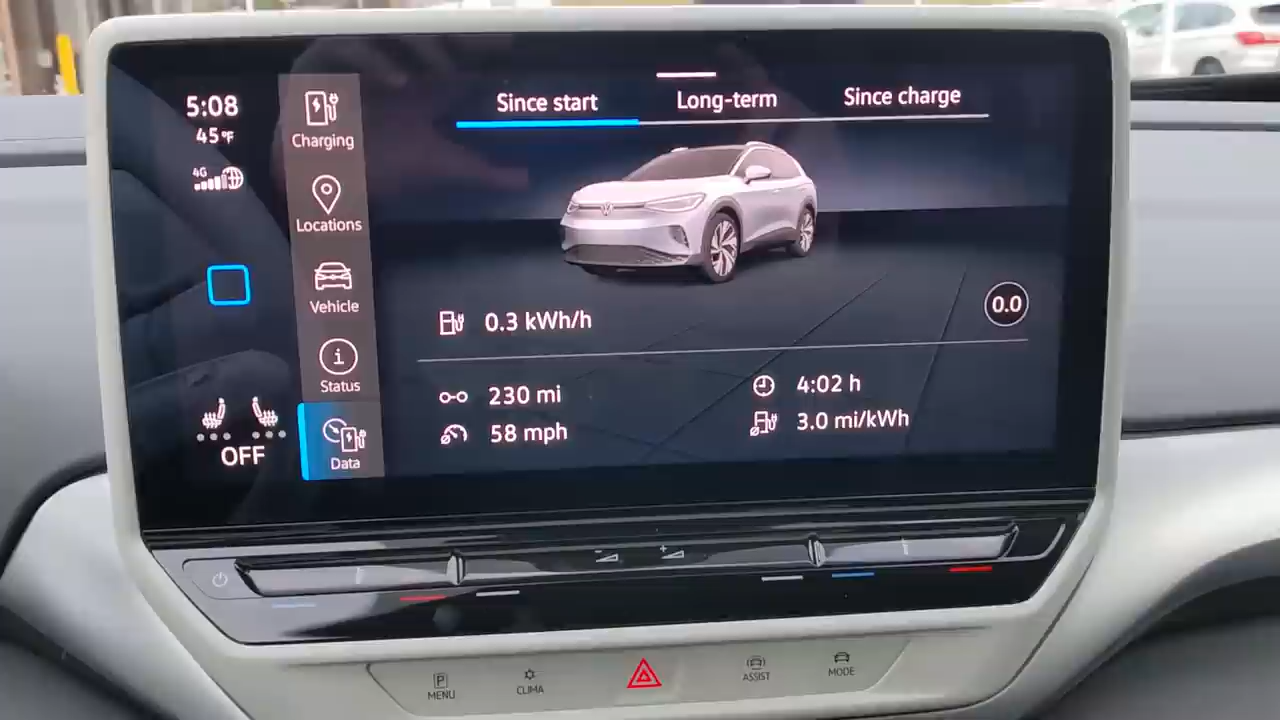 5:08
45°F
4G
OFF
Charging
Locations
Vehicle
Status
Data
Since start
Long-term
Since charge
0.3 kWh/h
0.0
230 mi
4:02 h
58 mph
3.0 mi/kWh
P
MENU
CLIMA
ASSIST
MODE